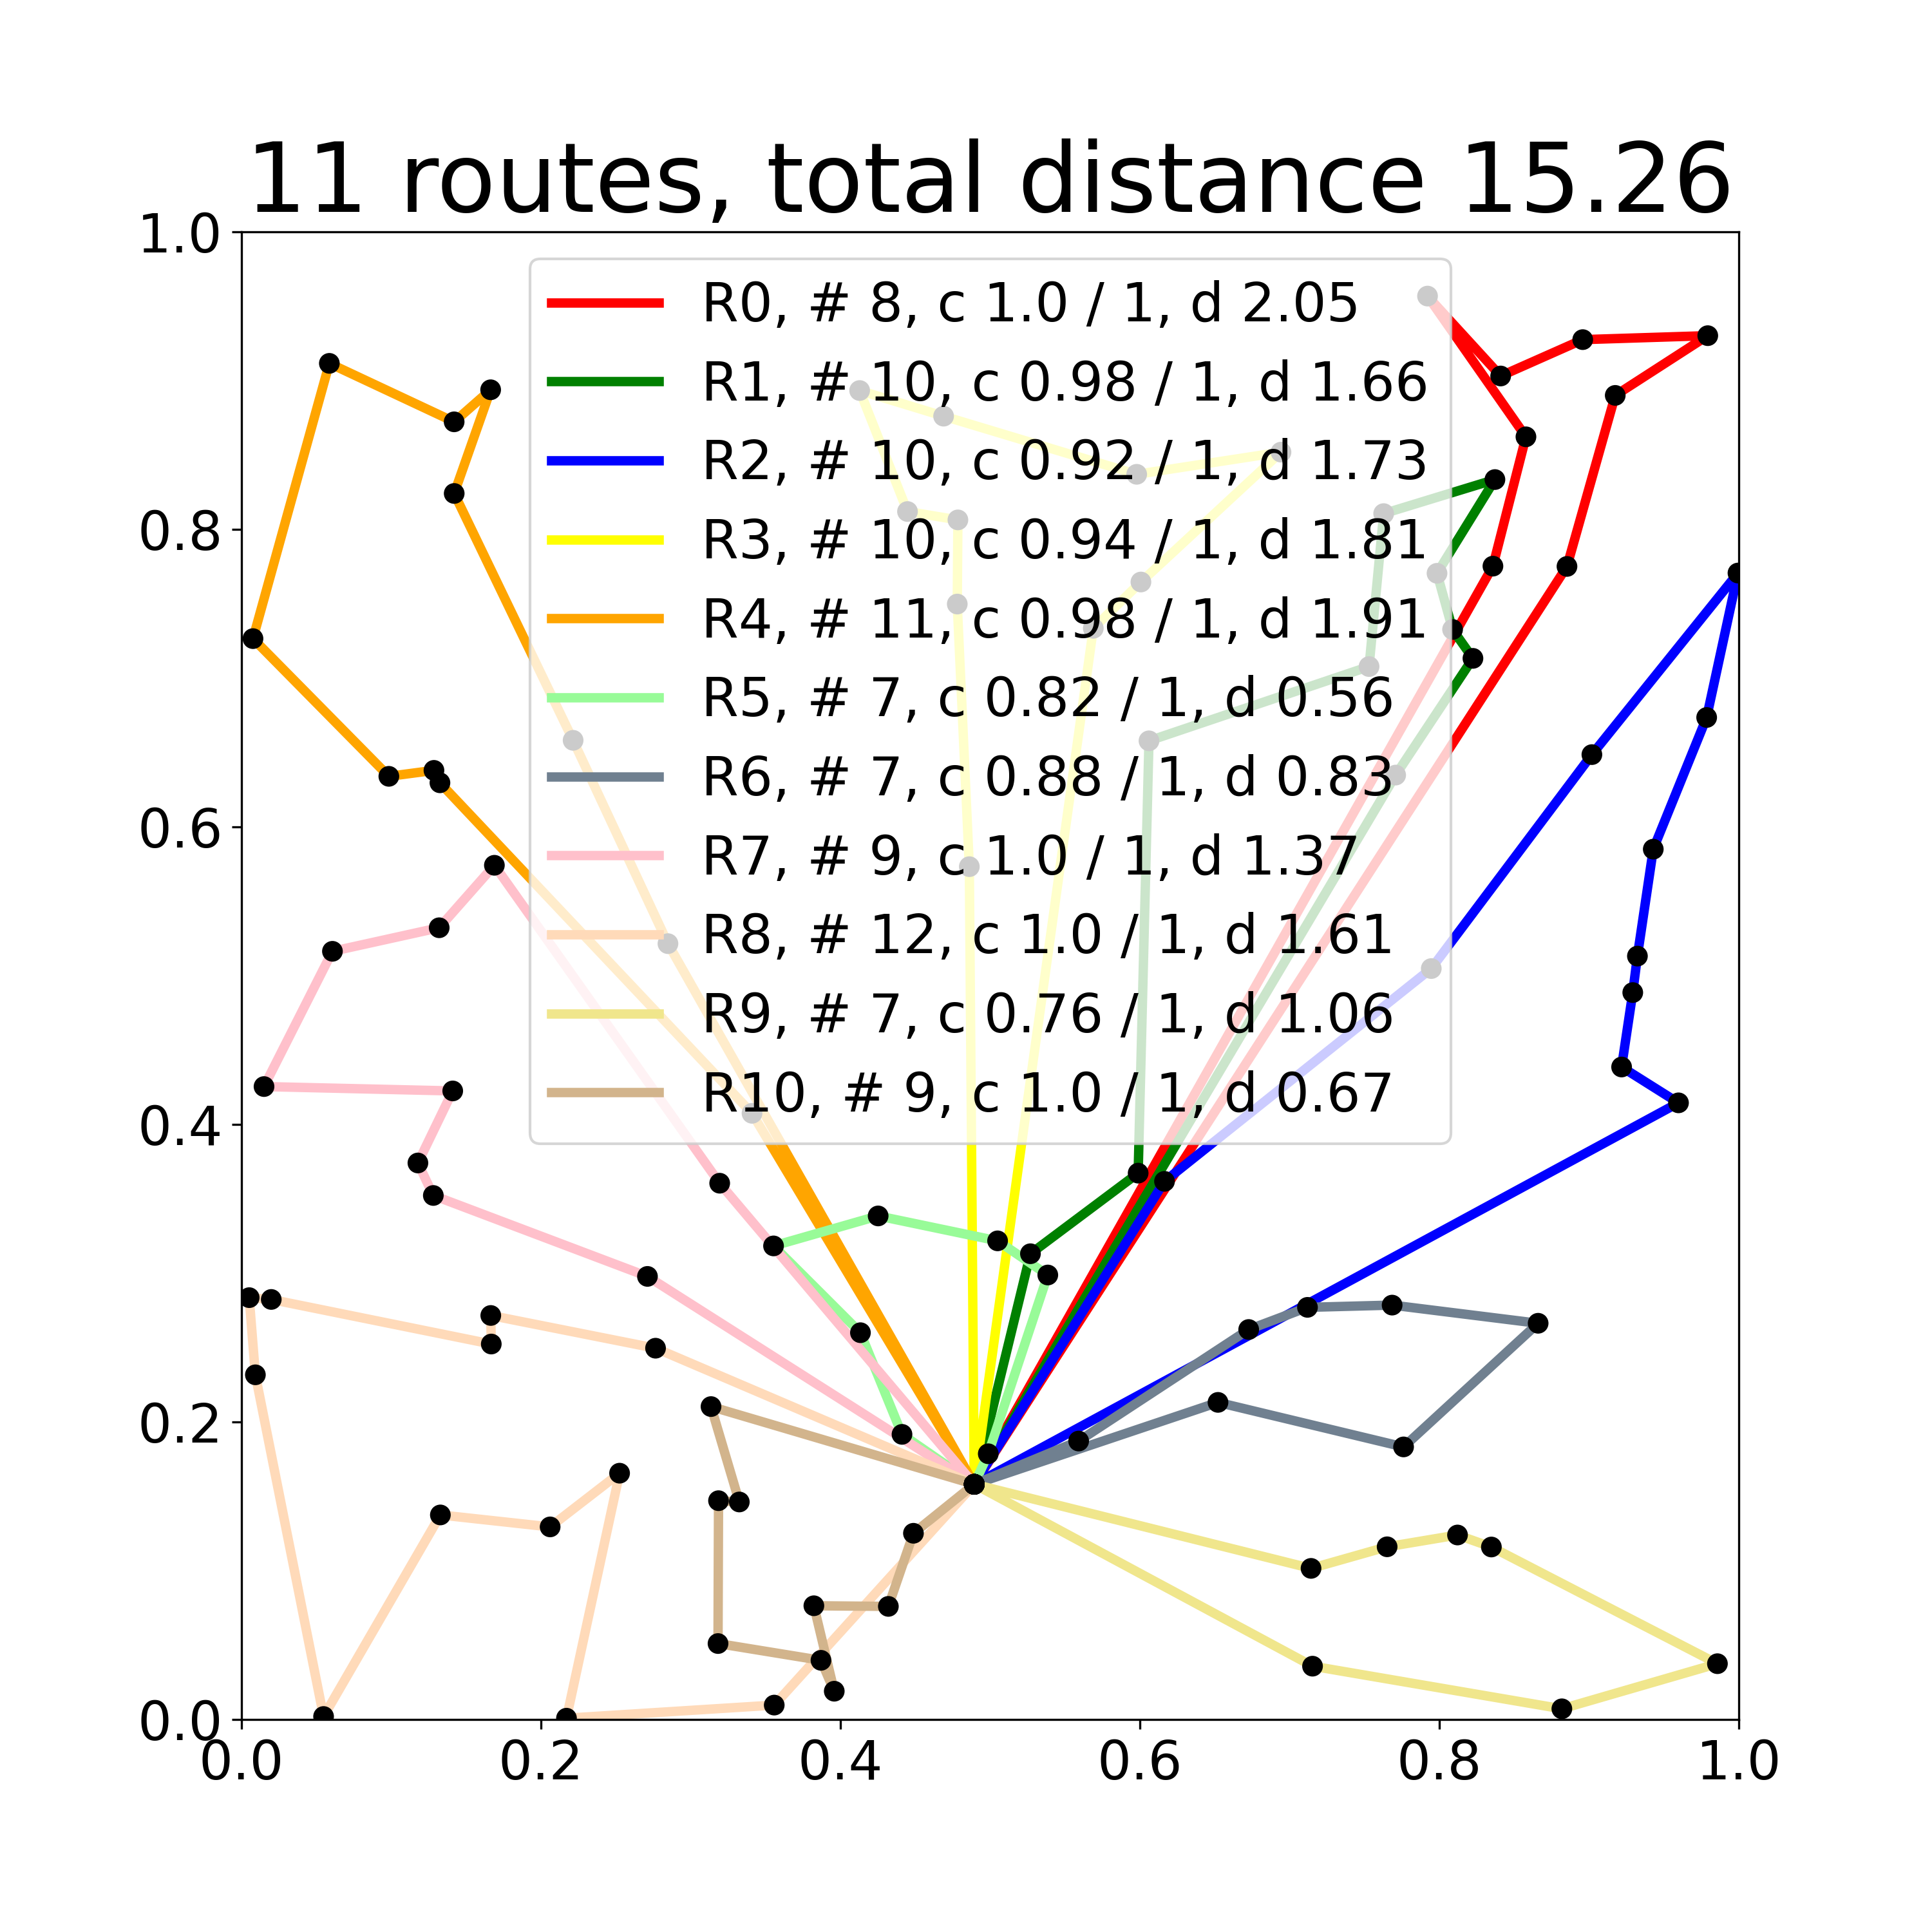 11 routes, total distance 15.26
1.0
0.8
0.6
0.4
0.2
0.0
R0, # 8, c 1.0 / 1, d 2.05
R1, # 10, c 0.98 / 1, d 1.66
R2, # 10, c 0.92 / 1, d 1.73
R3, # 10, c 0.94 / 1, d 1.81
R4, # 11, c 0.98 / 1, d 1.91
R5, # 7, c 0.82 / 1, d 0.56
R6, # 7, c 0.88 / 1, d 0.83
R7, # 9, c 1.0 / 1, d 1.37
R8, # 12, c 1.0 / 1, d 1.61
R9, # 7, c 0.76 / 1, d 1.06
R10, # 9, c 1.0 / 1, d 0.67
0.0 0.2 0.4 0.6 0.8 1.0